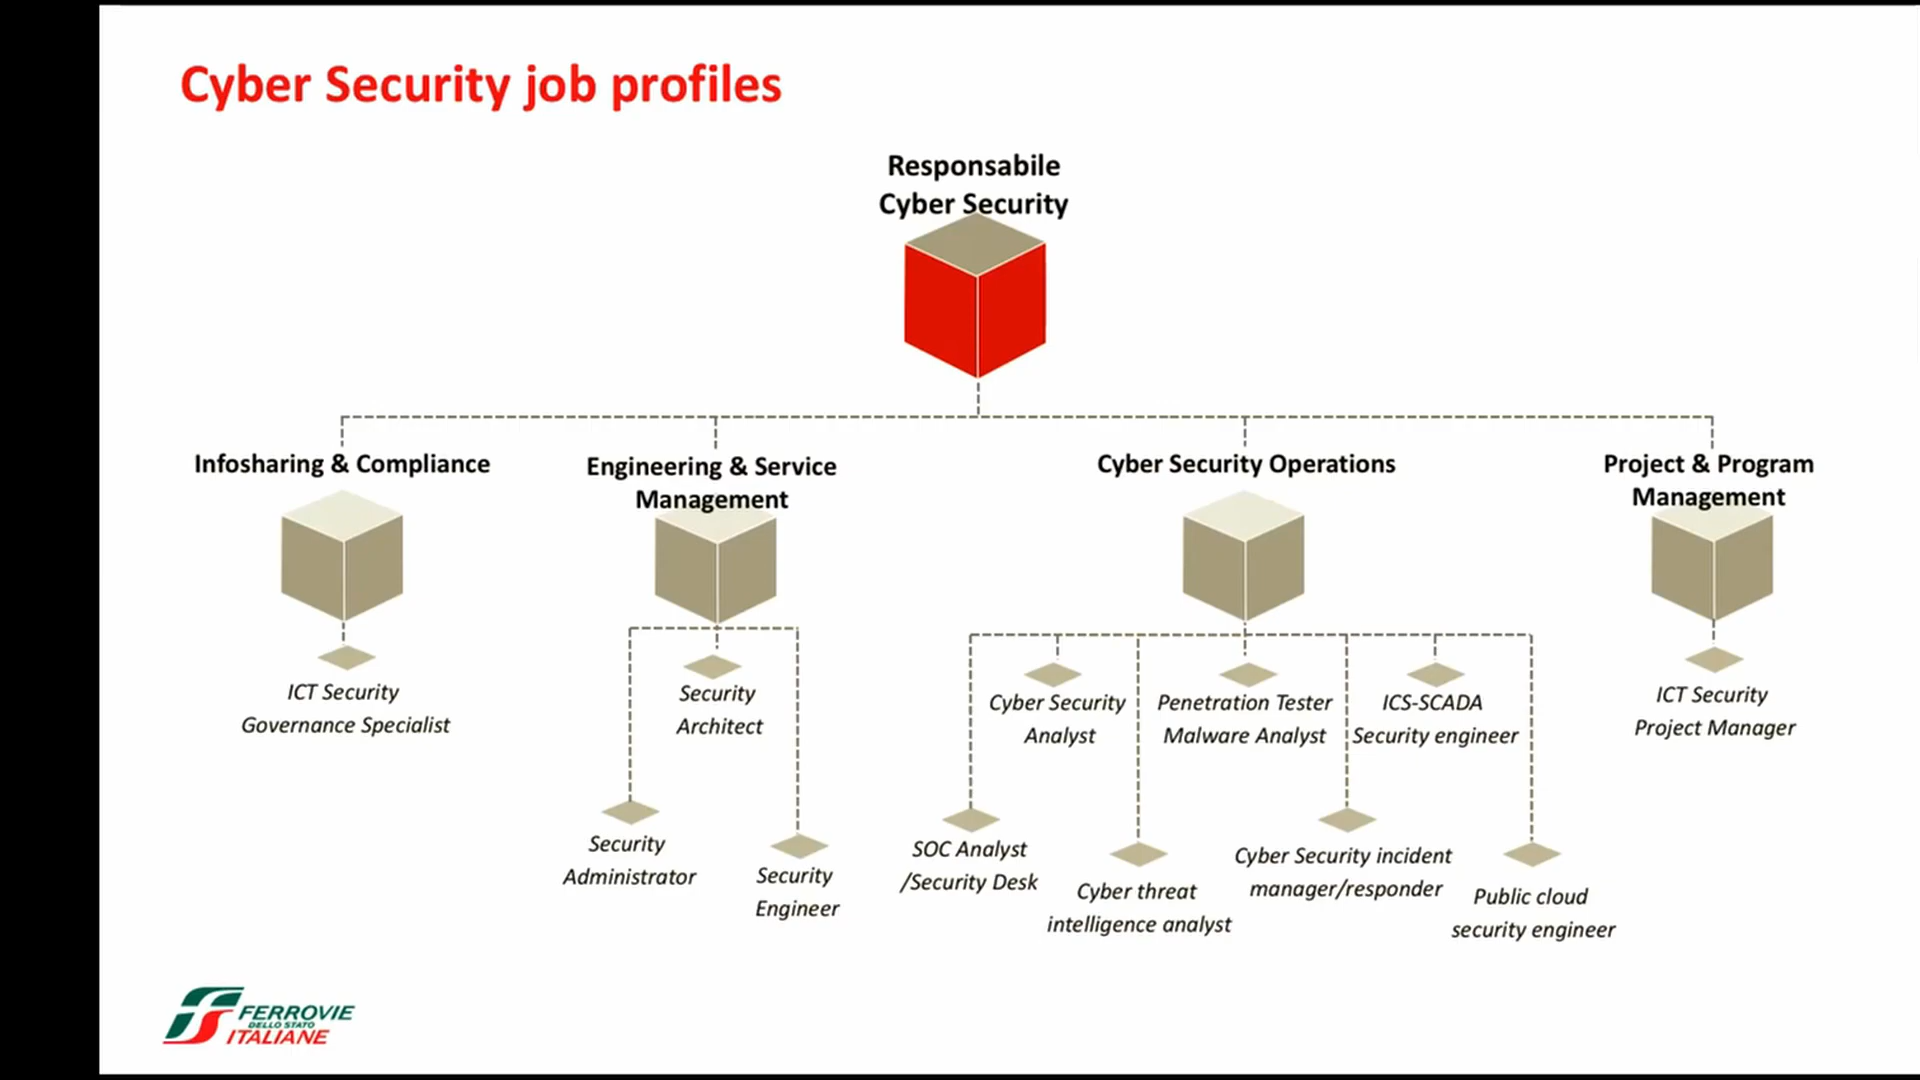 Cyber Security job profiles
Responsabile
Cyber Security
Infosharing & Compliance
Engineering & Service
Management
Cyber Security Operations
Project & Program
Management
ICT Security
Governance Specialist
Security
Architect
Security
Administrator
Security
Engineer
Cyber Security
Analyst
Penetration Tester
Malware Analyst
ICS-SCADA
Security engineer
SOC Analyst
/Security Desk
Cyber threat
intelligence analyst
Cyber Security incident
manager/responder
Public cloud
security engineer
ICT Security
Project Manager
FERROVIE
DELLO STATO
ITALIANE